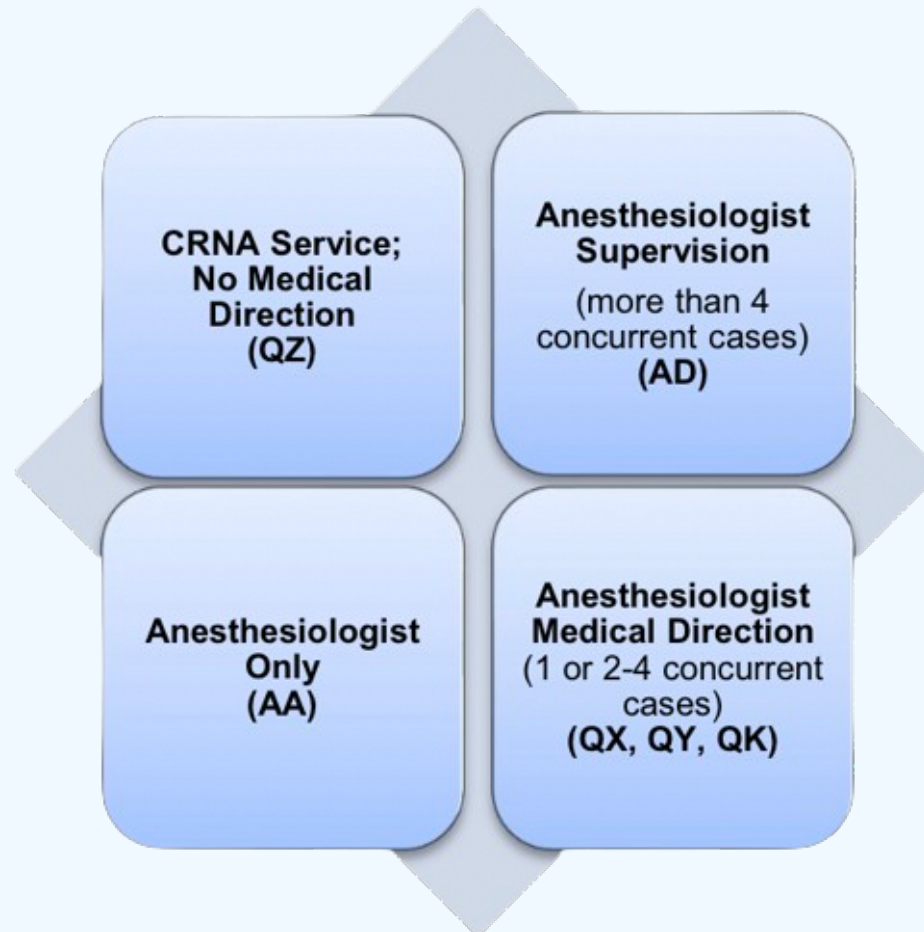 CRNA Service;
No Medical
Direction
(QZ)
Anesthesiologist
Supervision
(more than 4
concurrent cases)
(AD)
Anesthesiologist
Only
(AA)
Anesthesiologist
Medical Direction
(1 or 2-4 concurrent
cases)
(QX, QY, QK)